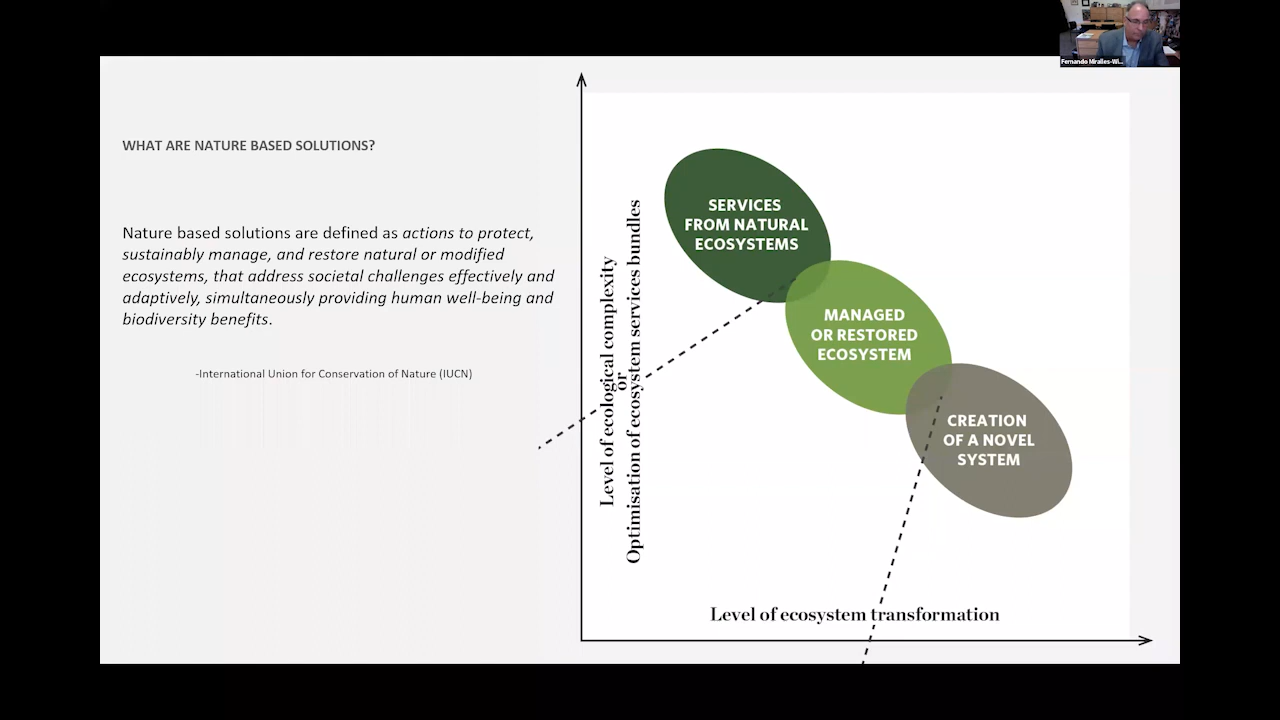 Fernando Miralles-Wi...
WHAT ARE NATURE BASED SOLUTIONS?
Nature based solutions are defined as actions to protect,
sustainably manage, and restore natural or modified
ecosystems, that address societal challenges effectively and
adaptively, simultaneously providing human well-being and
biodiversity benefits.
-International Union for Conservation of Nature (IUCN)
Level of ecological complexity
or
Optimisation of ecosystem services bundles
SERVICES
FROM NATURAL
ECOSYSTEMS
MANAGED
OR RESTORED
ECOSYSTEM
CREATION
OF A NOVEL
SYSTEM
Level of ecosystem transformation